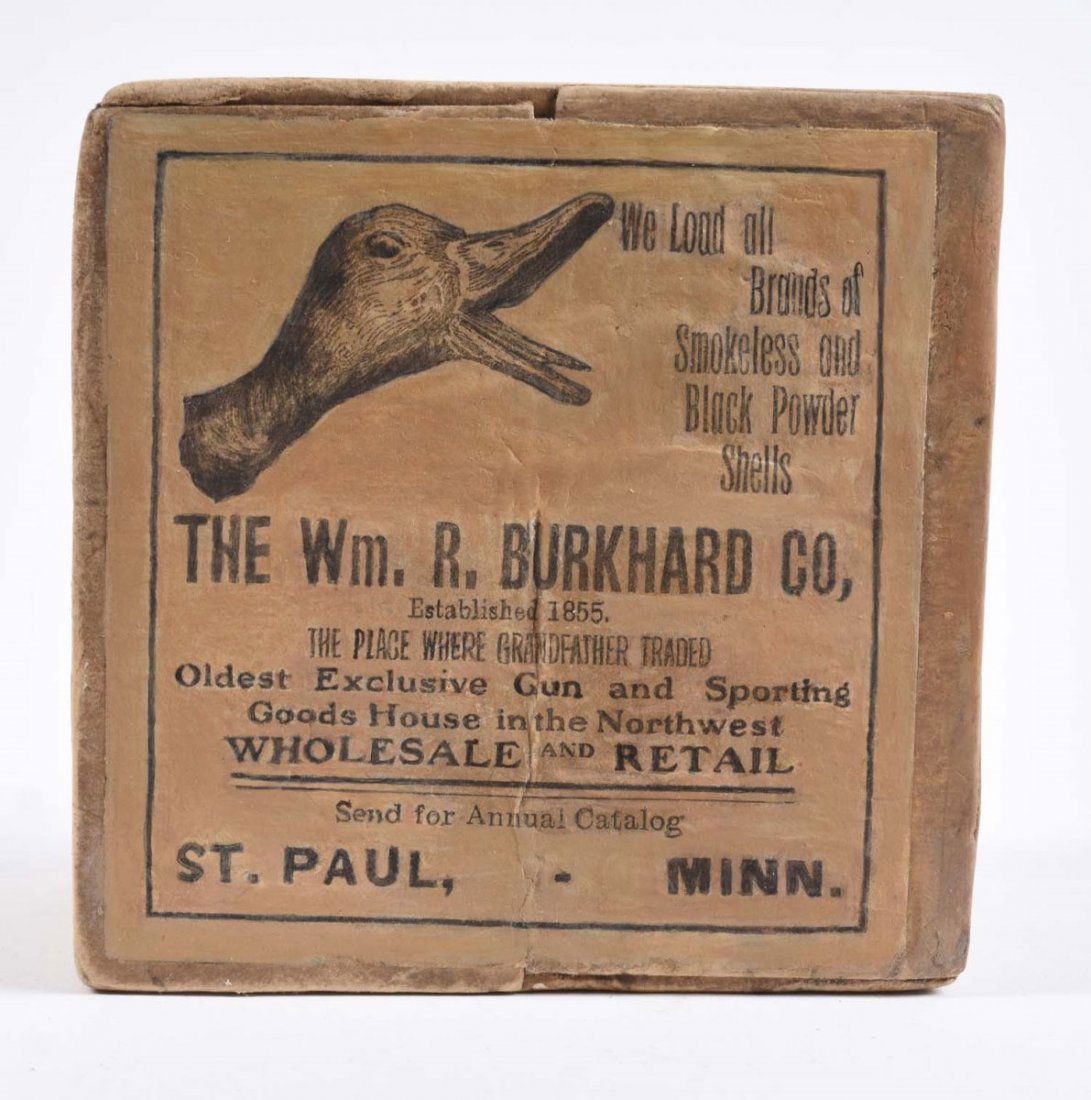 We Load all
Brands of
Smokeless and
Black Powder
Shells
THE Wm. R. BURKHARD CO,
Established 1855.
THE PLACE WHERE GRANDFATHER TRADED
Oldest Exclusive Gun and Sporting
Goods House in the Northwest
WHOLESALE AND RETAIL
Send for Annual Catalog
ST. PAUL, - MINN.